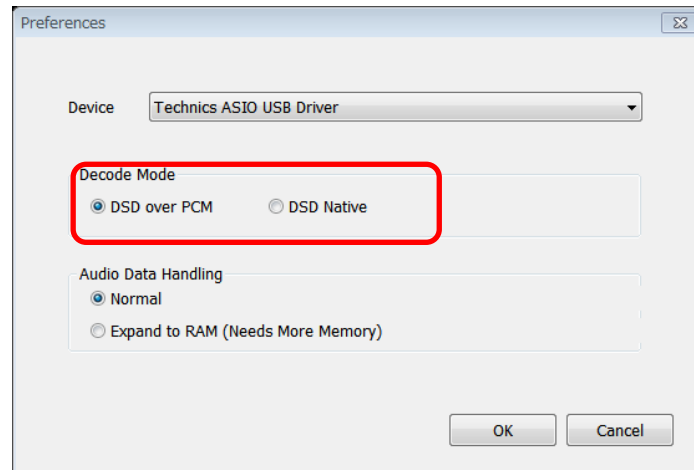 Preferences
Device Technics ASIO USB Driver
Decode Mode
DSD over PCM DSD Native
Audio Data Handling
Normal
Expand to RAM (Needs More Memory)
OK Cancel